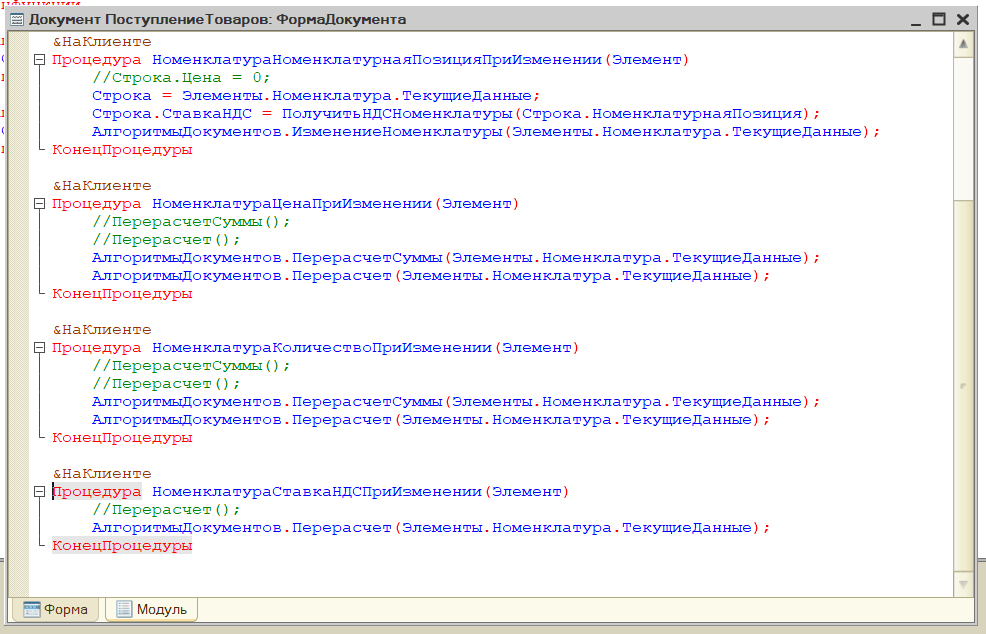 Документ ПоступлениеТоваров: ФормаДокумента
&НаКлиенте
Процедура НоменклатураНоменклатурнаяПозицияПриИзменении(Элемент)
//Строка.Цена = 0;
Строка = Элементы.Номенклатура.ТекущиеДанные;
Строка.СтавкаНДС = ПолучитьНДСНоменклатуры(Строка.НоменклатурнаяПозиция);
АлгоритмыДокументов.ИзменениеНоменклатуры(Элементы.Номенклатура.ТекущиеДанные);
КонецПроцедуры
&НаКлиенте
Процедура НоменклатураЦенаПриИзменении(Элемент)
//ПерерасчетСуммы();
//Перерасчет();
АлгоритмыДокументов.ПерерасчетСуммы(Элементы.Номенклатура.ТекущиеДанные);
АлгоритмыДокументов.Перерасчет(Элементы.Номенклатура.ТекущиеДанные);
КонецПроцедуры
&НаКлиенте
Процедура НоменклатураКоличествоПриИзменении(Элемент)
//ПерерасчетСуммы();
//Перерасчет();
АлгоритмыДокументов.ПерерасчетСуммы(Элементы.Номенклатура.ТекущиеДанные);
АлгоритмыДокументов.Перерасчет(Элементы.Номенклатура.ТекущиеДанные);
КонецПроцедуры
&НаКлиенте
Процедура НоменклатураСтавкаНДСПриИзменении(Элемент)
//Перерасчет();
АлгоритмыДокументов.Перерасчет(Элементы.Номенклатура.ТекущиеДанные);
КонецПроцедуры
Форма Модуль